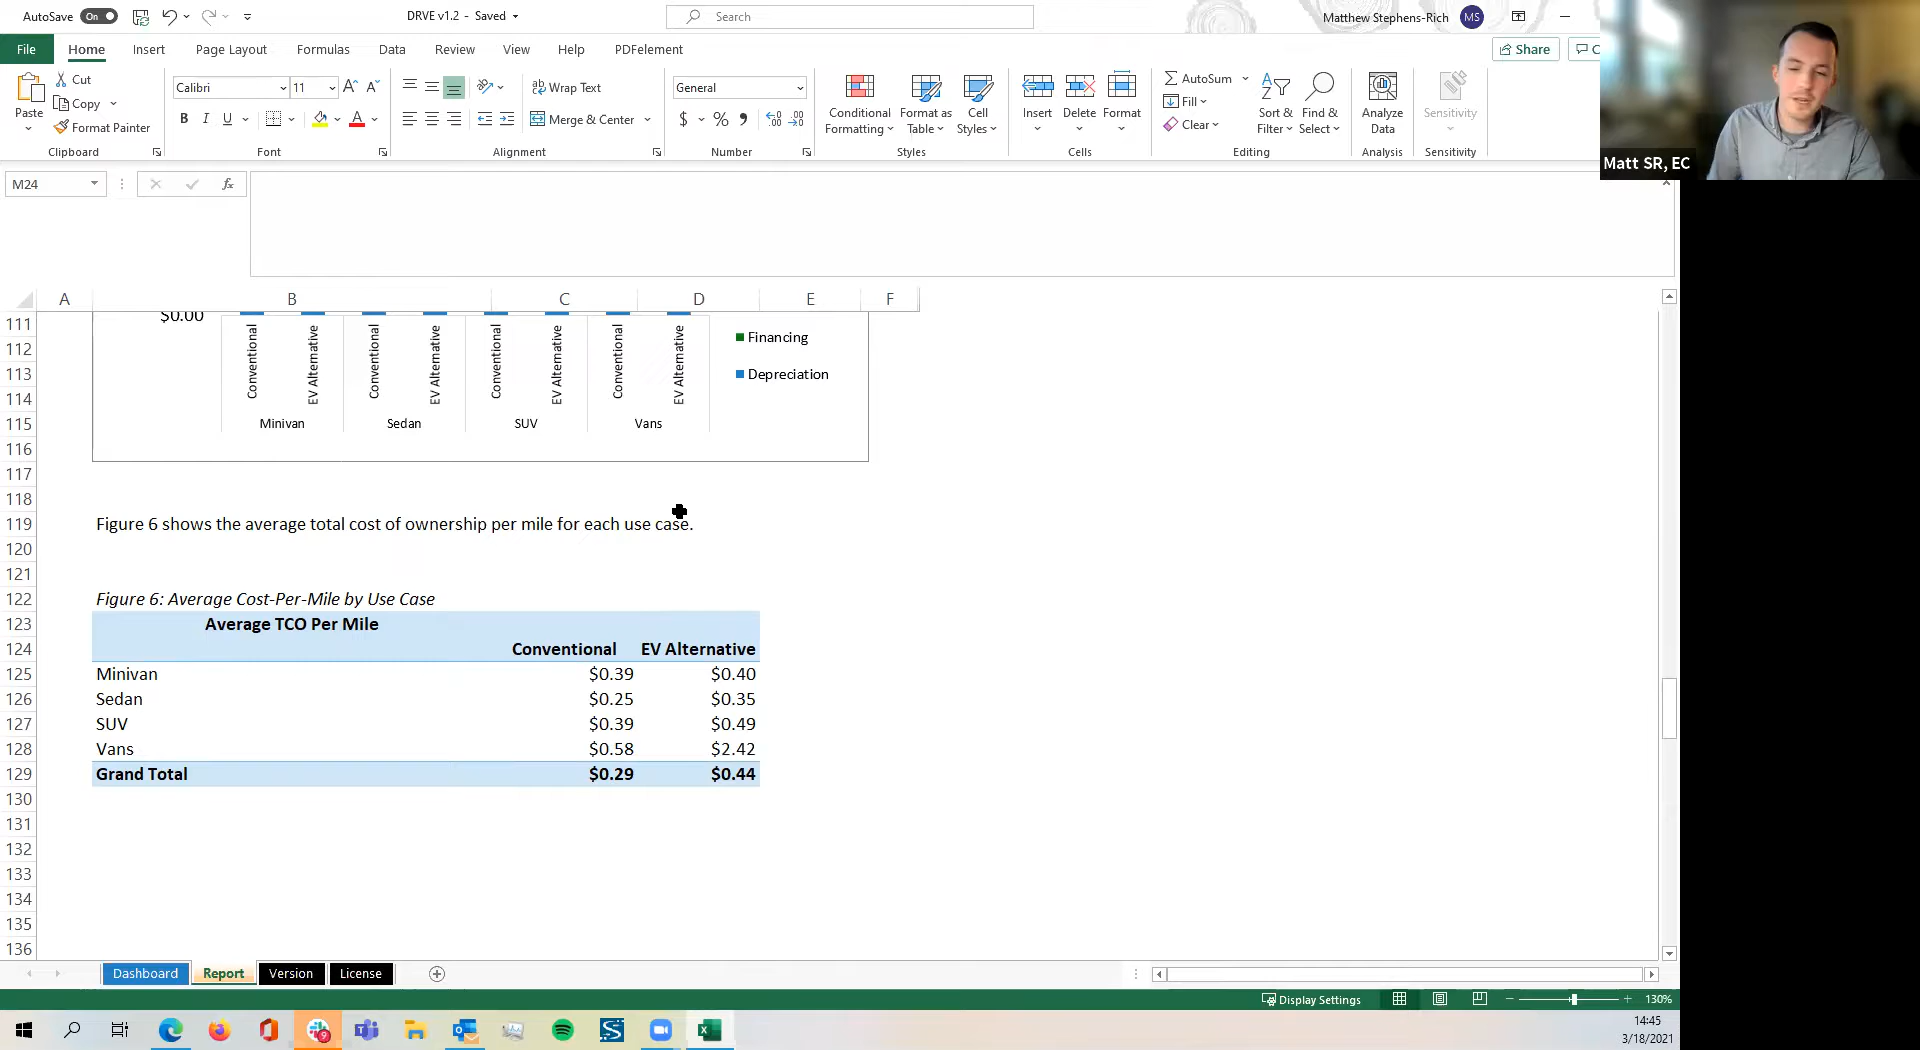 AutoSave On
DRVE v1.2 - Saved
Search
Matthew Stephens-Rich MS
File Home Insert Page Layout Formulas Data Review View Help PDFelement
Share
C
Paste
Cut
Copy
Format Painter
Clipboard
Calibri 11
B I U
Font
Wrap Text
Merge & Center
Alignment
General
$ %
Number
Conditional Formatting
Format as Table
Cell Styles
Styles
Insert Delete Format
Cells
AutoSum
Fill
Clear
Sort & Filter
Find & Select
Editing
Analyze Data
Analysis
Sensitivity
Sensitivity
Matt SR, EC
M24
fx
A B C D E F
111
112
113
114
115
116
117
118
119
120
121
122
123
124
125
126
127
128
129
130
131
132
133
134
135
136
$0.00
Conventional EV Alternative Conventional EV Alternative Conventional EV Alternative Conventional EV Alternative
Minivan Sedan SUV Vans
Financing
Depreciation
Figure 6 shows the average total cost of ownership per mile for each use case.
Figure 6: Average Cost-Per-Mile by Use Case
Average TCO Per Mile
Conventional EV Alternative
Minivan $0.39 $0.40
Sedan $0.25 $0.35
SUV $0.39 $0.49
Vans $0.58 $2.42
Grand Total $0.29 $0.44
Dashboard Report Version License
Display Settings 130%
14:45
3/18/2021